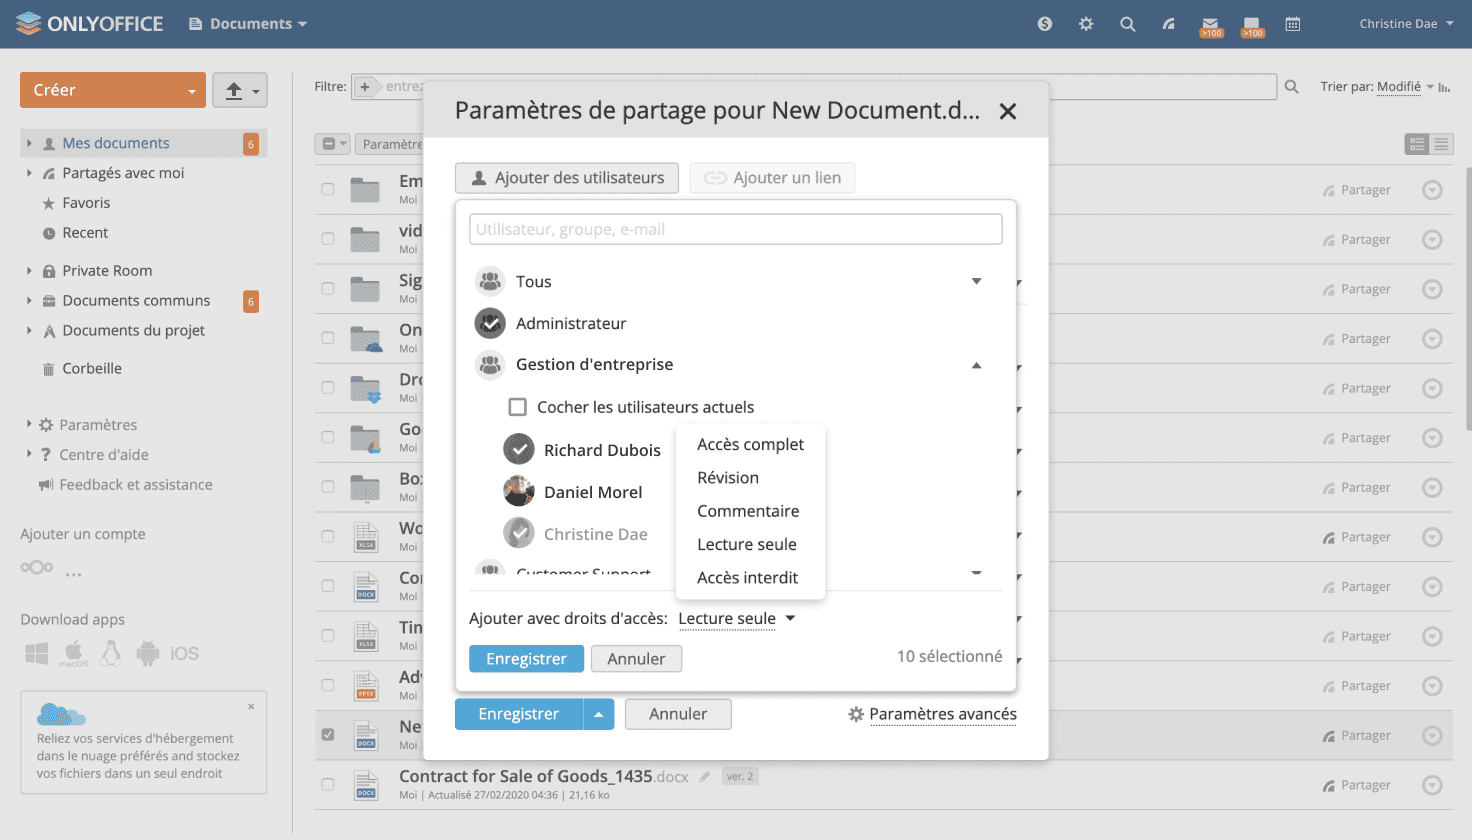 ONLYOFFICE
Documents
>100
>100
Christine Dae
Créer
Mes documents
6
Partagés avec moi
Favoris
Recent
Private Room
Documents communs
6
Documents du projet
Corbeille
Paramètres
Centre d'aide
Feedback et assistance
Ajouter un compte
...
Download apps
macOS
iOS
×
Reliez vos services d'hébergement
dans le nuage préférés and stockez
vos fichiers dans un seul endroit
Filtre:
+
entrez
Trier par: Modifié
Paramètre
Em
Moi
Partager
vid
Moi
Partager
Sig
Moi
Partager
On
Moi
Partager
Dro
Moi
Partager
Go
Moi
Partager
Box
Moi
Partager
XLSX
Wo
Moi
Partager
DOCX
Cor
Moi
Partager
XLSX
Tim
Moi
Partager
PPTX
Adv
Moi
Partager
DOCX
Ne
Moi
Partager
DOCX
Contract for Sale of Goods_1435.docx
ver. 2
Moi | Actualisé 27/02/2020 04:36 | 21,16 ko
Partager
Paramètres de partage pour New Document.d...
Ajouter des utilisateurs
Ajouter un lien
Utilisateur, groupe, e-mail
Tous
Administrateur
Gestion d'entreprise
Cocher les utilisateurs actuels
Richard Dubois
Daniel Morel
Christine Dae
Customer Support
Accès complet
Révision
Commentaire
Lecture seule
Accès interdit
Ajouter avec droits d'accès: Lecture seule
Enregistrer
Annuler
10 sélectionné
Enregistrer
Annuler
Paramètres avancés